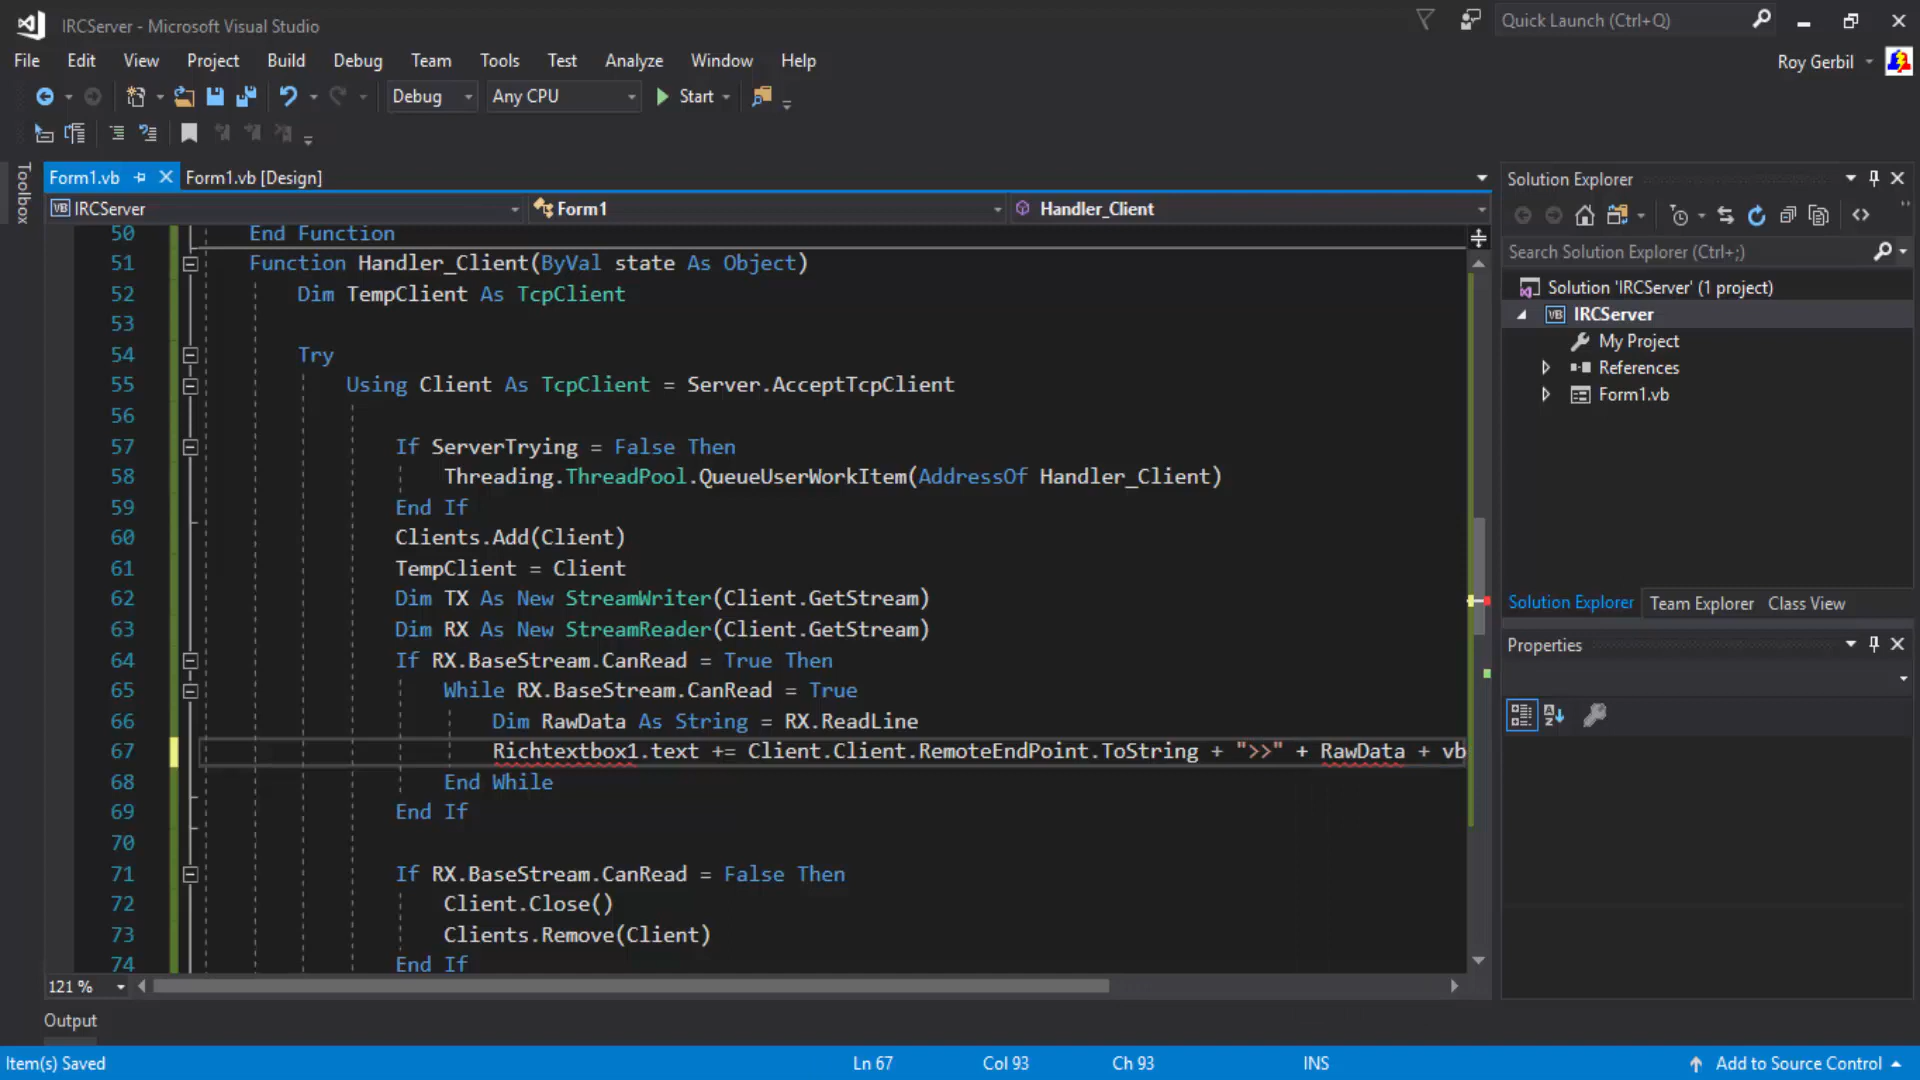 IRCServer - Microsoft Visual Studio
Quick Launch (Ctrl+Q)
File Edit View Project Build Debug Team Tools Test Analyze Window Help
Roy Gerbil
Debug Any CPU Start
Toolbox
Form1.vb Form1.vb [Design]
VB IRCServer Form1 Handler_Client
50 End Function
51 Function Handler_Client(ByVal state As Object)
52 Dim TempClient As TcpClient
53
54 Try
55 Using Client As TcpClient = Server.AcceptTcpClient
56
57 If ServerTrying = False Then
58 Threading.ThreadPool.QueueUserWorkItem(AddressOf Handler_Client)
59 End If
60 Clients.Add(Client)
61 TempClient = Client
62 Dim TX As New StreamWriter(Client.GetStream)
63 Dim RX As New StreamReader(Client.GetStream)
64 If RX.BaseStream.CanRead = True Then
65 While RX.BaseStream.CanRead = True
66 Dim RawData As String = RX.ReadLine
67 Richtextbox1.text += Client.Client.RemoteEndPoint.ToString + ">>" + RawData + vb
68 End While
69 End If
70
71 If RX.BaseStream.CanRead = False Then
72 Client.Close()
73 Clients.Remove(Client)
74 End If
121 %
Output
Solution Explorer
Search Solution Explorer (Ctrl+;)
Solution 'IRCServer' (1 project)
VB IRCServer
My Project
References
Form1.vb
Solution Explorer Team Explorer Class View
Properties
Item(s) Saved Ln 67 Col 93 Ch 93 INS Add to Source Control